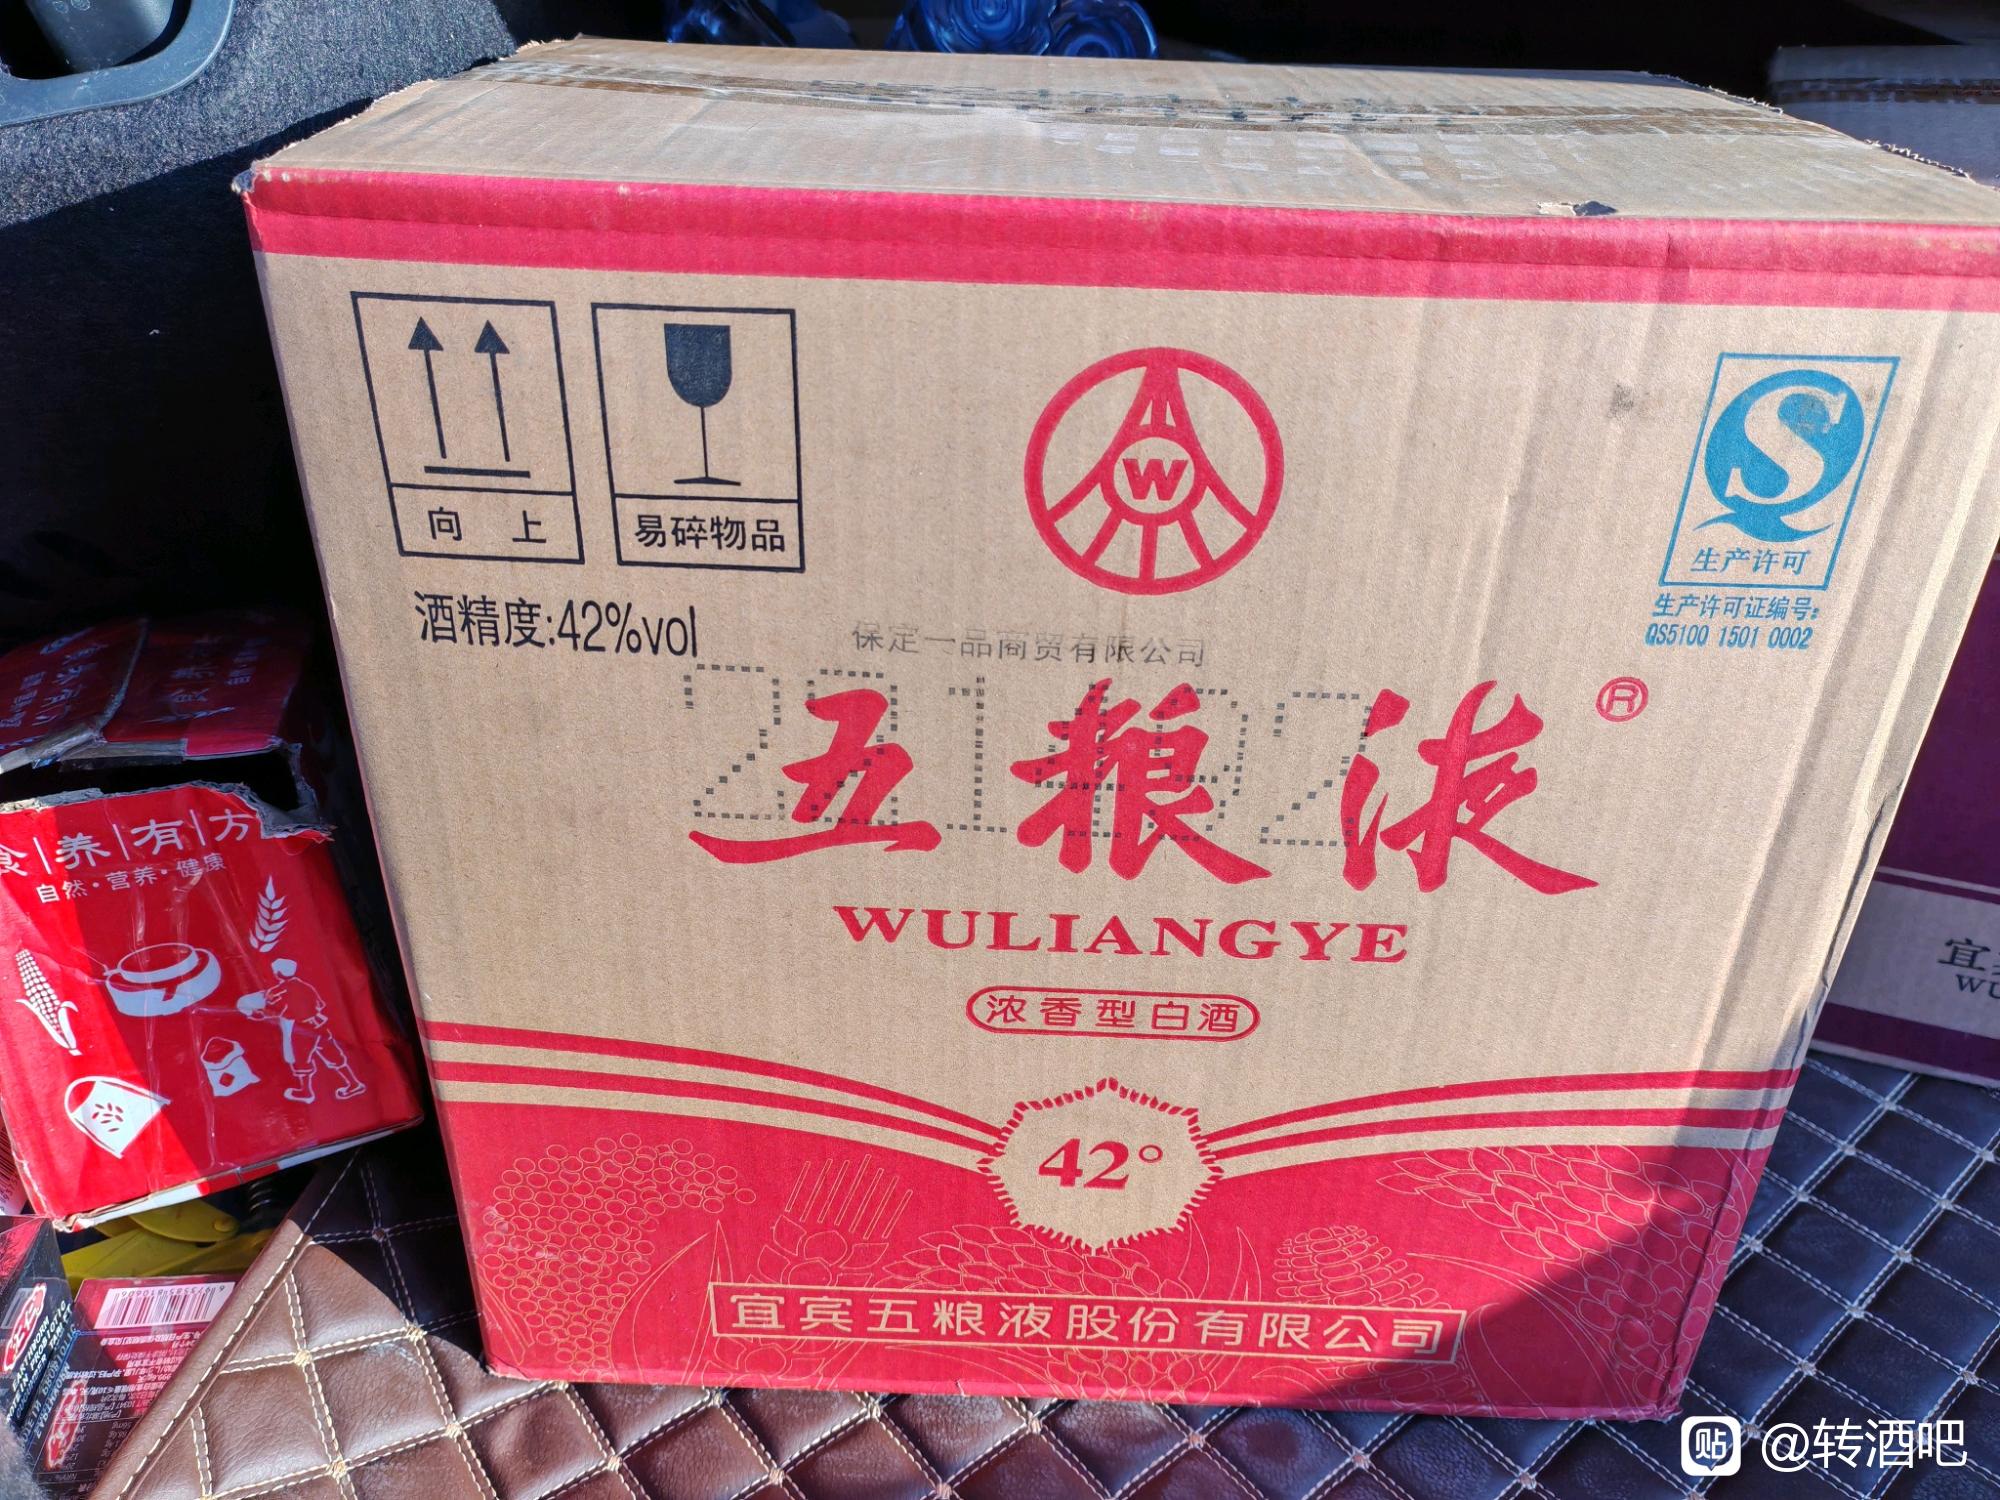 向 上
易碎物品
W
S
生产许可
生产许可证编号:
QS5100 1501 0002
酒精度:42%vol
保定一品商贸有限公司
五粮液®
WULIANGYE
浓香型白酒
42°
宜宾五粮液股份有限公司
食|养|有|方
自然·营养·健康
宜
WU
贴 @转酒吧